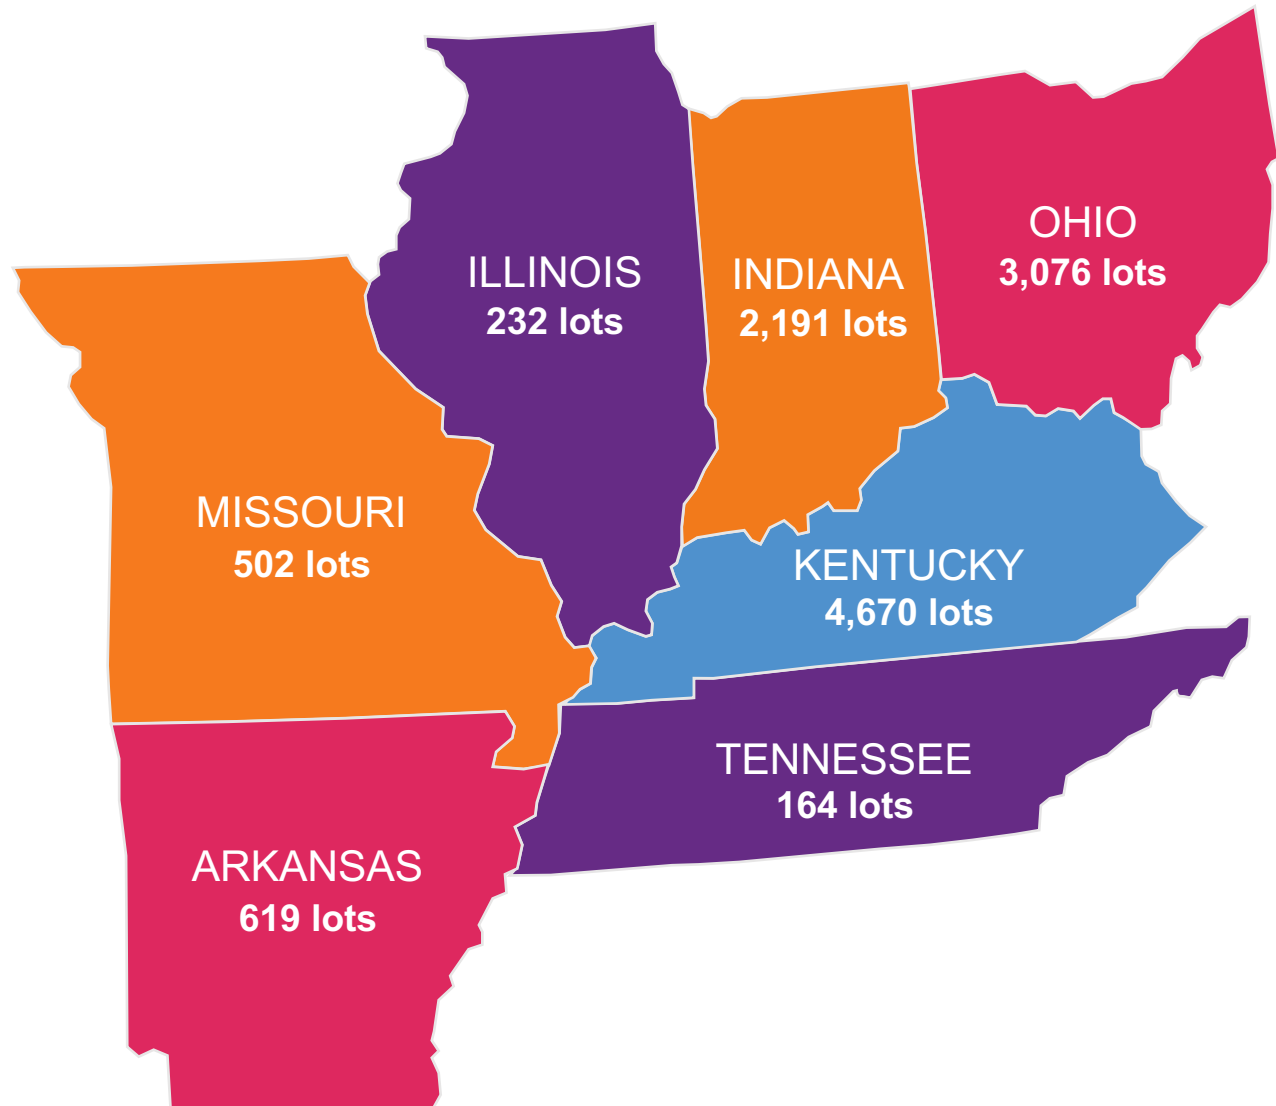 OHIO
3,076 lots
ILLINOIS
232 lots
INDIANA
2,191 lots
MISSOURI
502 lots
KENTUCKY
4,670 lots
TENNESSEE
164 lots
ARKANSAS
619 lots